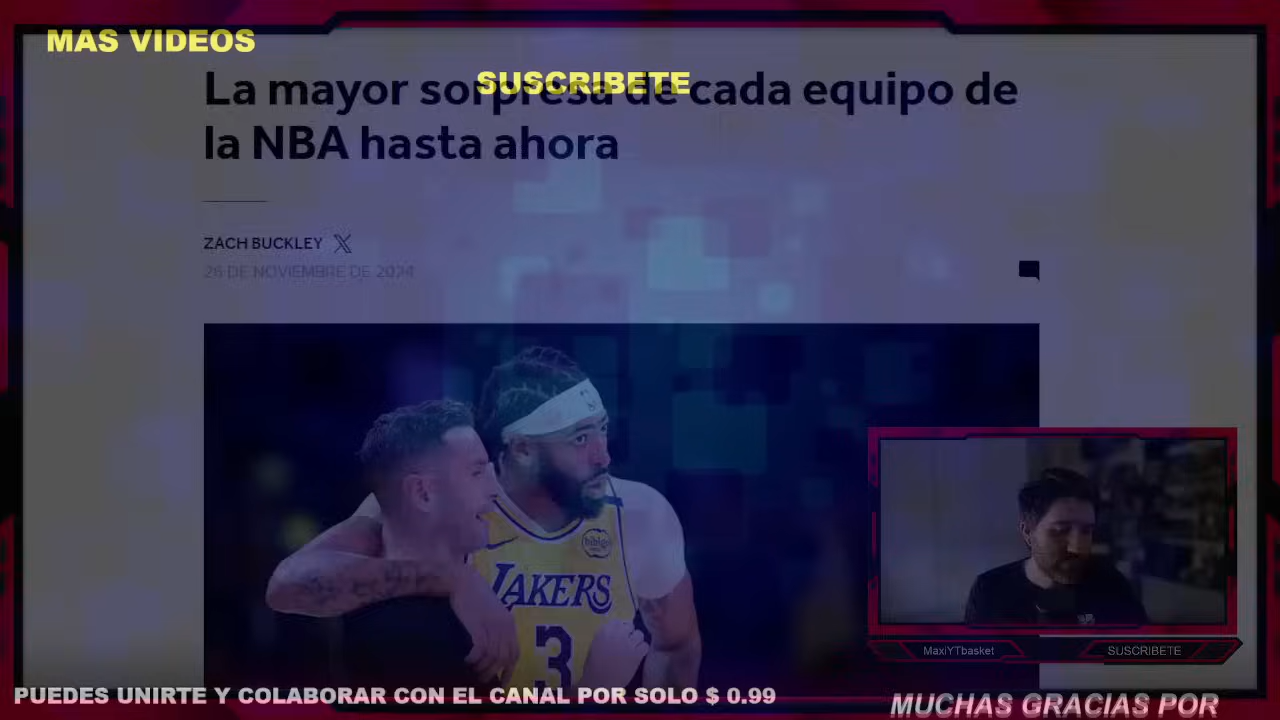 MAS VIDEOS
SUSCRIBETE
La mayor sorpresa de cada equipo de
la NBA hasta ahora
ZACH BUCKLEY
26 DE NOVIEMBRE DE 2024
bibigo
LAKERS
3
MaxiYTbasket
SUSCRIBETE
PUEDES UNIRTE Y COLABORAR CON EL CANAL POR SOLO $ 0.99
MUCHAS GRACIAS POR